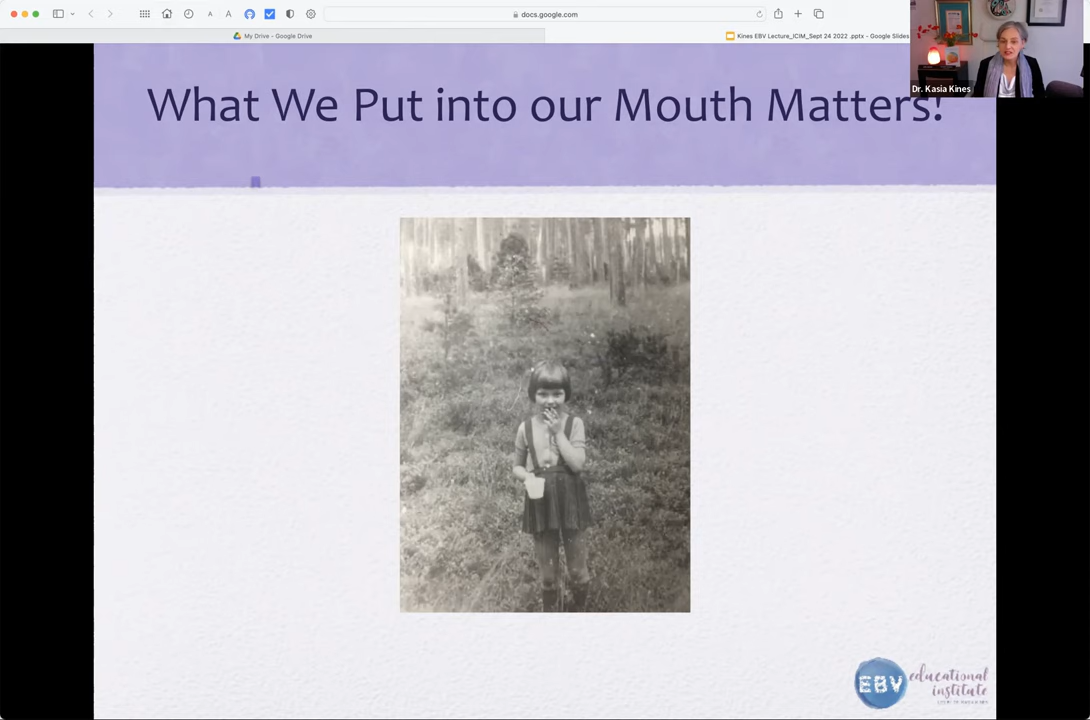 A
A
docs.google.com
My Drive - Google Drive
Kines EBV Lecture_ICIM_Sept 24 2022 .pptx - Google Slides
Dr. Kasia Kines
What We Put into our Mouth Matters!
EBV educational
institute